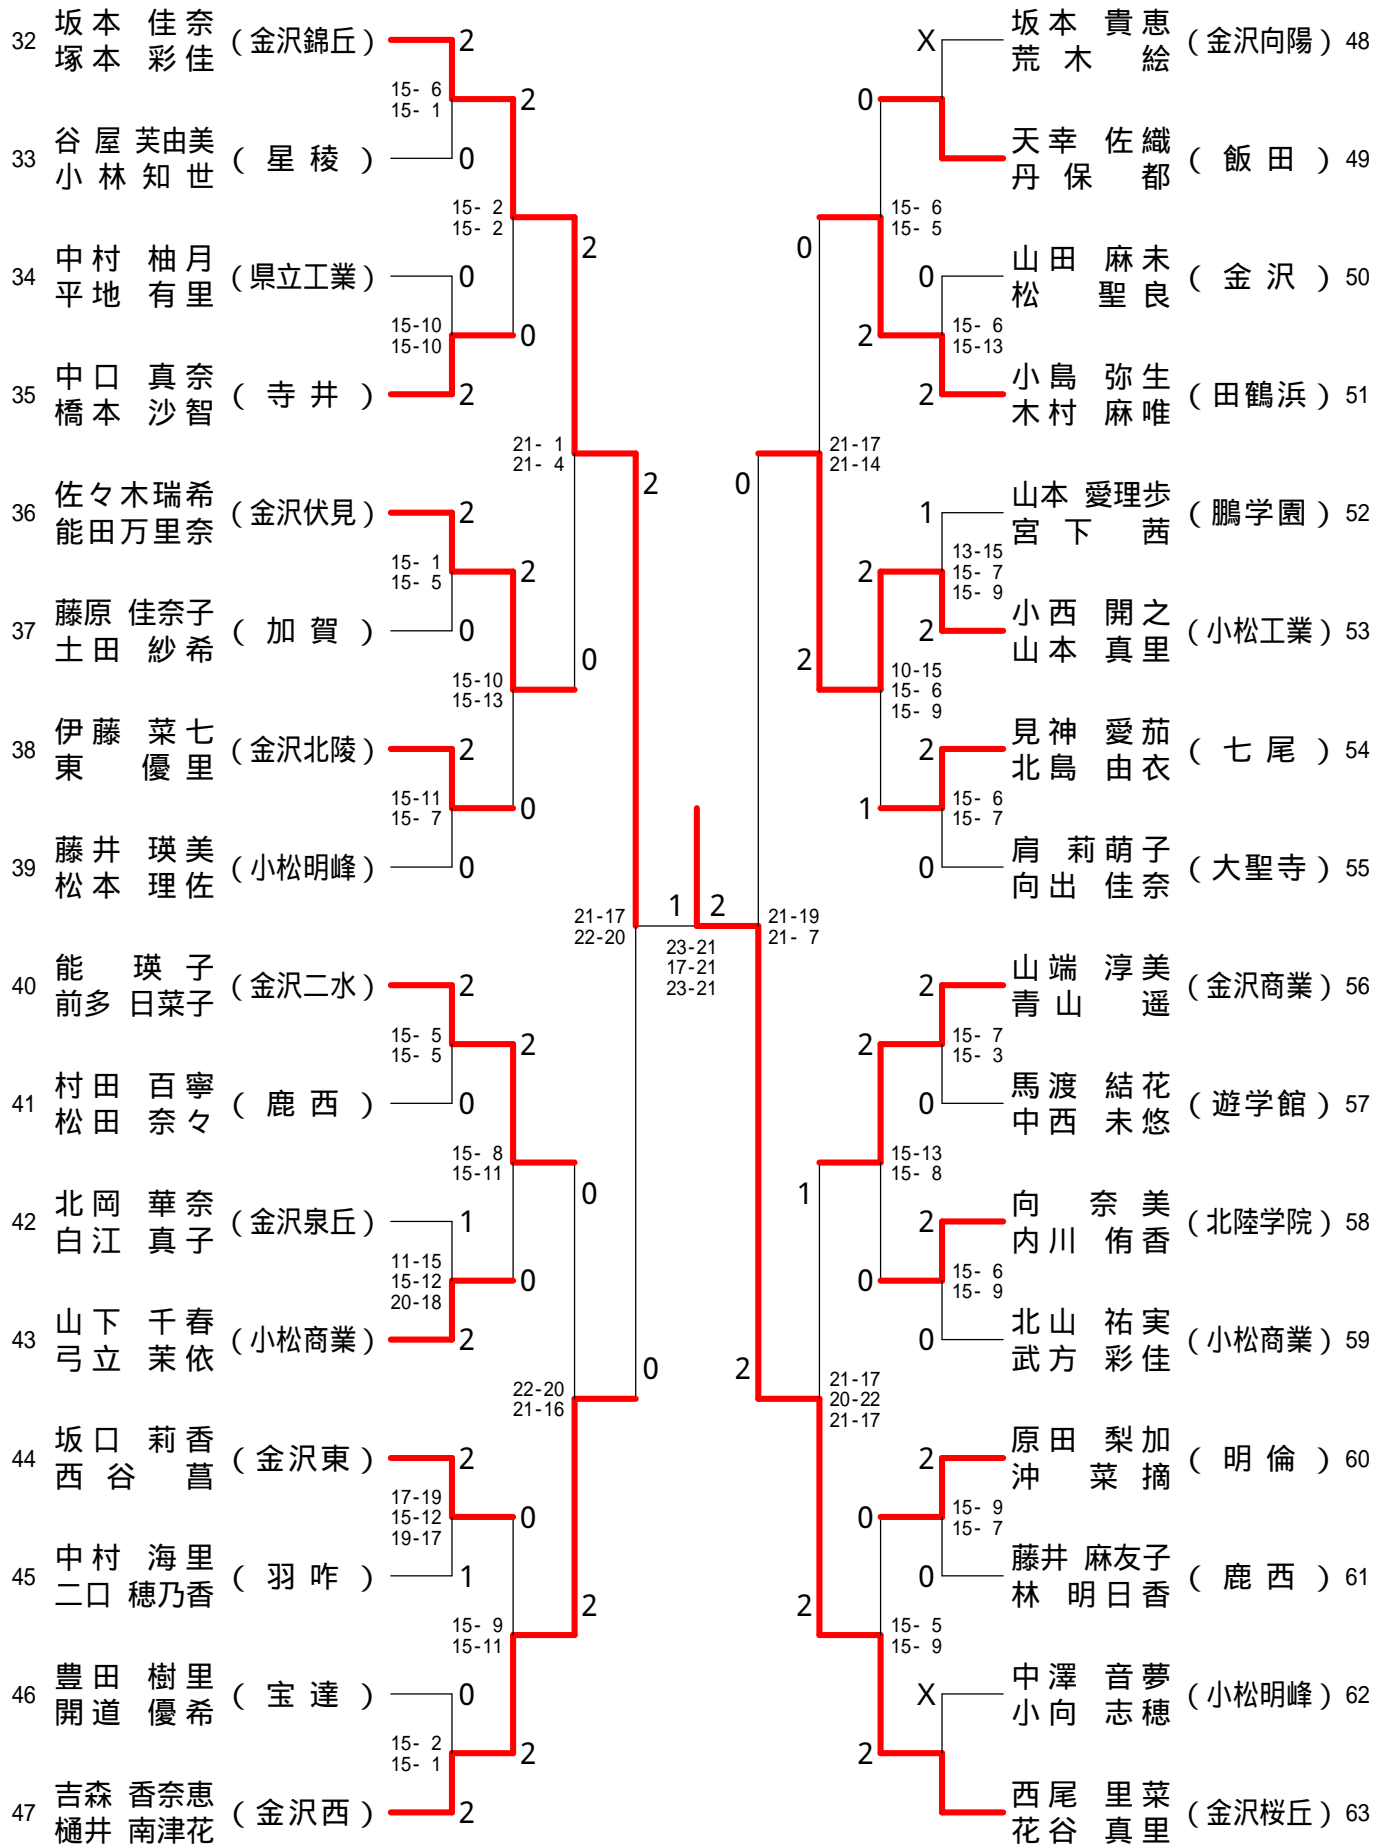 32 坂本 佳奈 (金沢錦丘) 2
塚本 彩佳
15- 6
15- 1
2
33 谷屋 芙由美 (星稜) 0
小林 知世
15- 2
15- 2
2
34 中村 柚月 (県立工業) 0
平地 有里
15-10
15-10
0
35 中口 真奈 (寺井) 2
橋本 沙智
21- 1
21- 4
2
36 佐々木瑞希 (金沢伏見) 2
能田万里奈
15- 1
15- 5
2
37 藤原 佳奈子 (加賀) 0
土田 紗希
15-10
15-13
0
38 伊藤 菜七 (金沢北陵) 2
東 優里
15-11
15- 7
0
39 藤井 瑛美 (小松明峰) 0
松本 理佐
21-17
22-20
1
40 能 瑛子 (金沢二水) 2
前多 日菜子
15- 5
15- 5
2
41 村田 百寧 (鹿西) 0
松田 奈々
15- 8
15-11
0
42 北岡 華奈 (金沢泉丘) 1
白江 真子
11-15
15-12
20-18
0
43 山下 千春 (小松商業) 2
弓立 茉依
22-20
21-16
0
44 坂口 莉香 (金沢東) 2
西谷 菖
17-19
15-12
19-17
0
45 中村 海里 (羽咋) 1
二口 穂乃香
15- 9
15-11
2
46 豊田 樹里 (宝達) 0
開道 優希
15- 2
15- 1
2
47 吉森 香奈恵 (金沢西) 2
樋井 南津花
2
23-21
17-21
23-21
X 坂本 貴恵 (金沢向陽) 48
荒木 絵
0
天幸 佐織 (飯田) 49
丹保 都
15- 6
15- 5
0
0 山田 麻未 (金沢) 50
松 聖良
15- 6
15-13
2
2 小島 弥生 (田鶴浜) 51
木村 麻唯
21-17
21-14
0
1 山本 愛理歩 (鵬学園) 52
宮下 茜
13-15
15- 7
15- 9
2
2 小西 開之 (小松工業) 53
山本 真里
10-15
15- 6
15- 9
2
2 見神 愛茄 (七尾) 54
北島 由衣
15- 6
15- 7
1
0 肩 莉萌子 (大聖寺) 55
向出 佳奈
21-19
21- 7
2 山端 淳美 (金沢商業) 56
青山 遥
15- 7
15- 3
2
0 馬渡 結花 (遊学館) 57
中西 未悠
15-13
15- 8
1
2 向 奈美 (北陸学院) 58
内川 侑香
15- 6
15- 9
0
0 北山 祐実 (小松商業) 59
武方 彩佳
21-17
20-22
21-17
2
2 原田 梨加 (明倫) 60
沖 菜摘
15- 9
15- 7
0
0 藤井 麻友子 (鹿西) 61
林 明日香
15- 5
15- 9
2
X 中澤 音夢 (小松明峰) 62
小向 志穂
2
西尾 里菜 (金沢桜丘) 63
花谷 真里